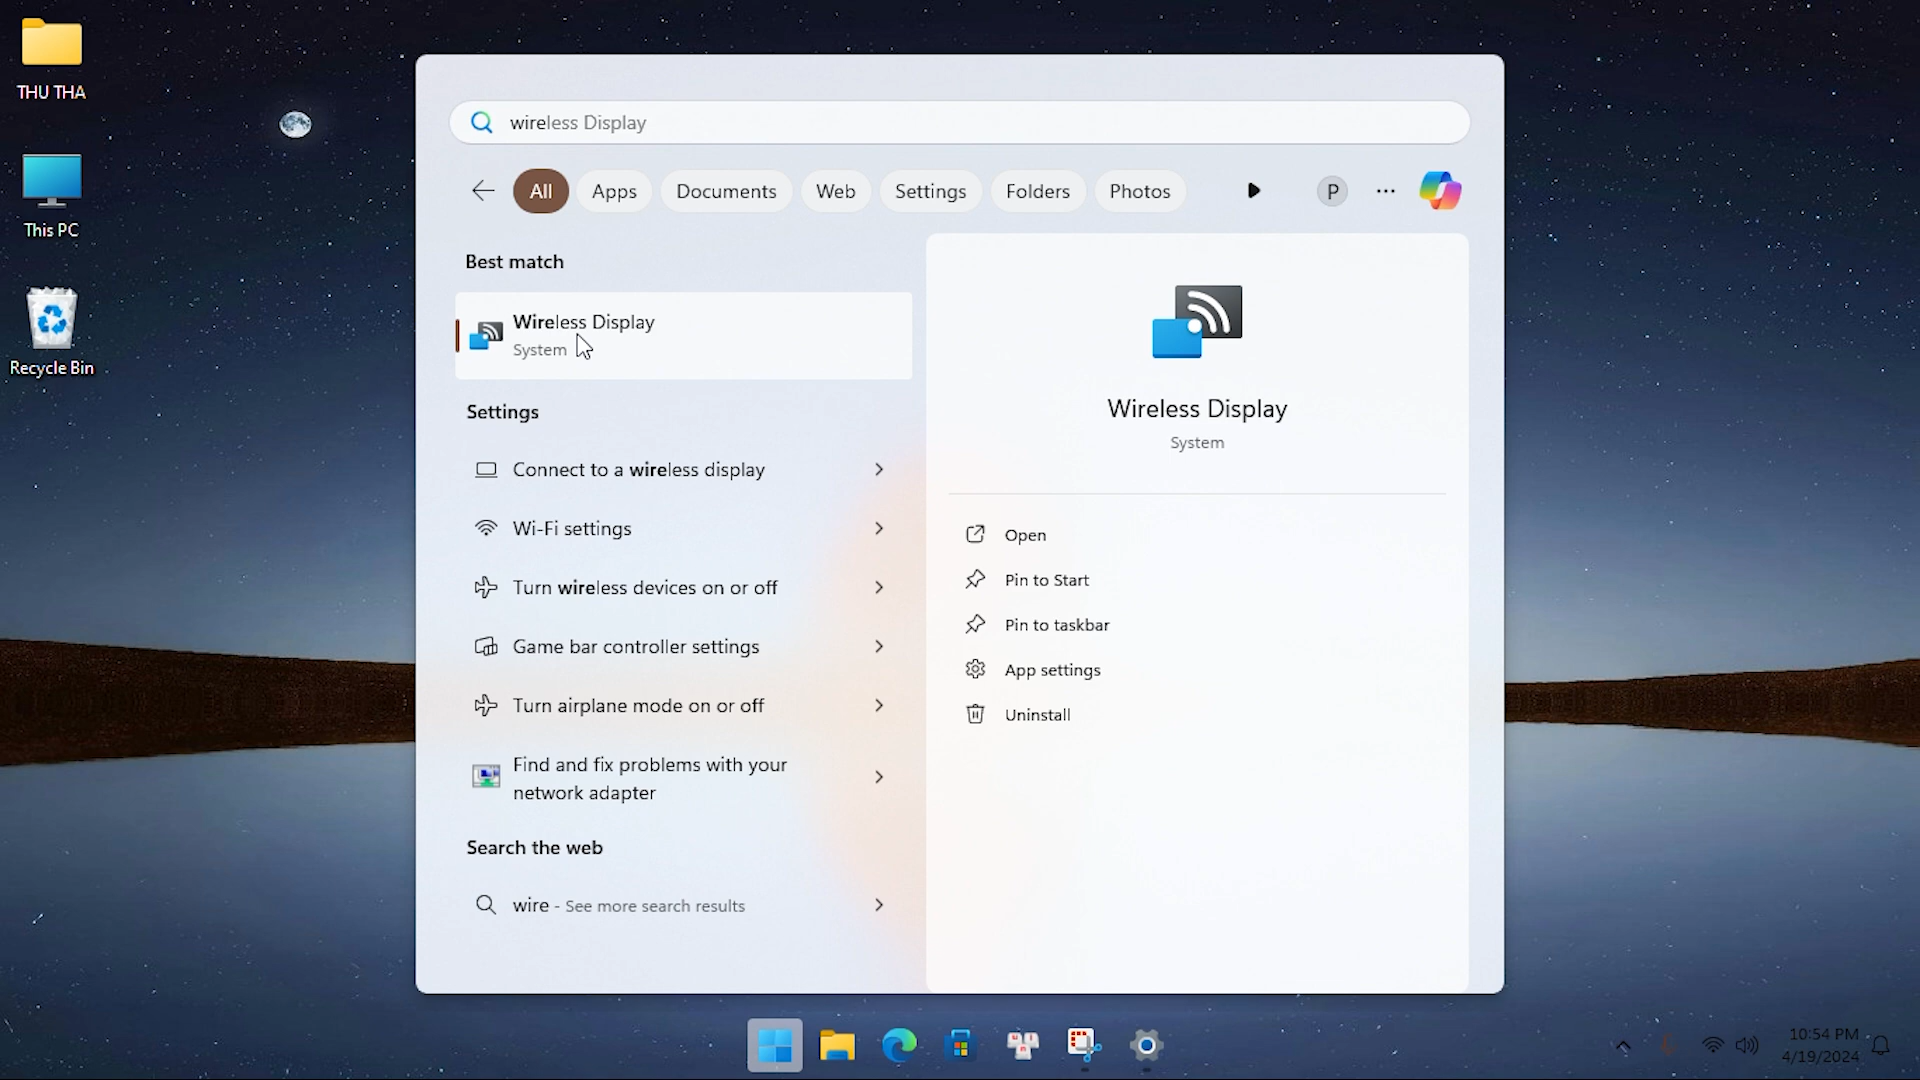 THU THA
This PC
Recycle Bin
wireless Display
All
Apps
Documents
Web
Settings
Folders
Photos
P
Best match
Wireless Display
System
Settings
Connect to a wireless display
Wi-Fi settings
Turn wireless devices on or off
Game bar controller settings
Turn airplane mode on or off
Find and fix problems with your
network adapter
Search the web
wire - See more search results
Wireless Display
System
Open
Pin to Start
Pin to taskbar
App settings
Uninstall
10:54 PM
4/19/2024